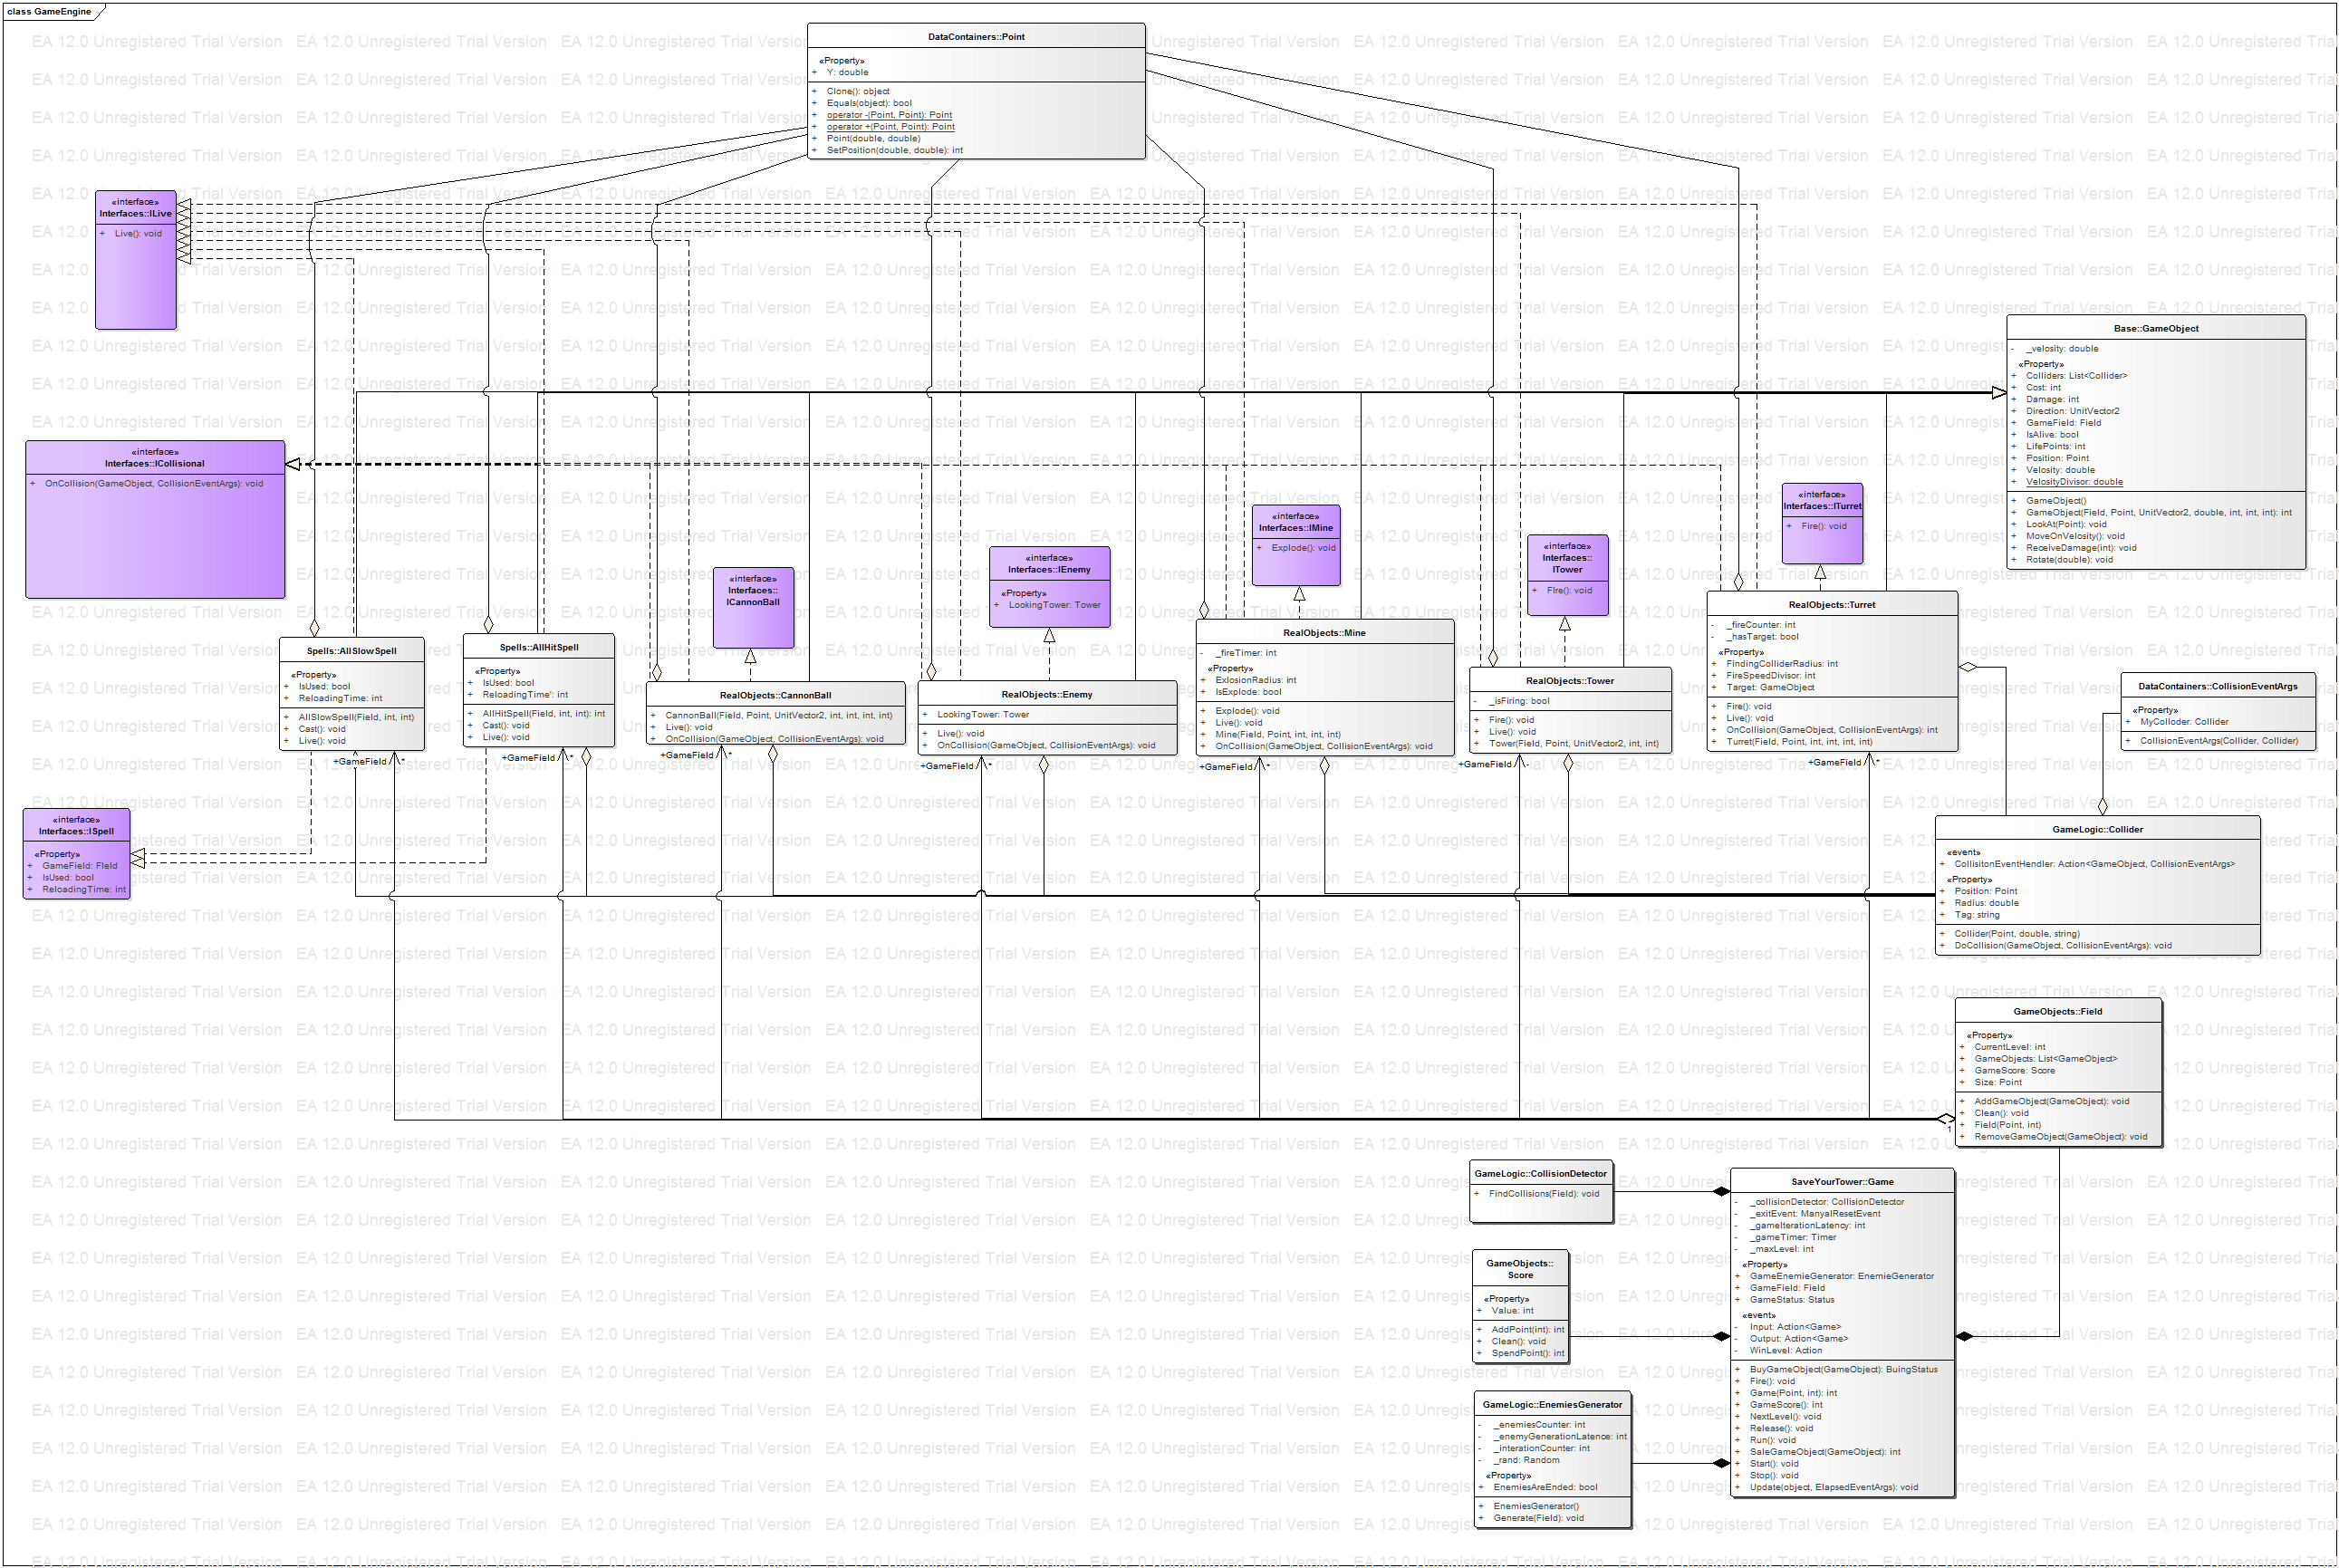 class GameEngine
EA 12.0 Unregistered Trial Version
DataContainers::Point
«Property»
+ Y: double
+ Clone(): object
+ Equals(object): bool
+ operator -(Point, Point): Point
+ operator +(Point, Point): Point
+ Point(double, double)
+ SetPosition(double, double): int
«interface»
Interfaces::ILive
+ Live(): void
Base::GameObject
- _velosity: double
«Property»
+ Colliders: List<Collider>
+ Cost: int
+ Damage: int
+ Direction: UnitVector2
+ GameField: Field
+ IsAlive: bool
+ LifePoints: int
+ Position: Point
+ Velosity: double
+ VelosityDivisor: double
+ GameObject()
+ GameObject(Field, Point, UnitVector2, double, int, int, int): int
+ LookAt(Point): void
+ MoveOnVelosity(): void
+ ReceiveDamage(int): void
+ Rotate(double): void
«interface»
Interfaces::ICollisional
+ OnCollision(GameObject, CollisionEventArgs): void
«interface»
Interfaces::
ICannonBall
«interface»
Interfaces::IEnemy
«Property»
+ LookingTower: Tower
«interface»
Interfaces::IMine
+ Explode(): void
«interface»
Interfaces::
ITower
+ FIre(): void
«interface»
Interfaces::ITurret
+ Fire(): void
Spells::AllSlowSpell
«Property»
+ IsUsed: bool
+ ReloadingTime: int
+ AllSlowSpell(Field, int, int)
+ Cast(): void
+ Live(): void
+GameField
*
Spells::AllHitSpell
«Property»
+ IsUsed: bool
+ ReloadingTime': int
+ AllHitSpell(Field, int, int): int
+ Cast(): void
+ Live(): void
+GameField
*
RealObjects::CannonBall
+ CannonBall(Field, Point, UnitVector2, int, int, int, int)
+ Live(): void
+ OnCollision(GameObject, CollisionEventArgs): void
+GameField
*
RealObjects::Enemy
+ LookingTower: Tower
+ Live(): void
+ OnCollision(GameObject, CollisionEventArgs): void
+GameField
*
RealObjects::Mine
- _fireTimer: int
«Property»
+ ExlosionRadius: int
+ IsExplode: bool
+ Explode(): void
+ Live(): void
+ Mine(Field, Point, int, int, int)
+ OnCollision(GameObject, CollisionEventArgs): void
+GameField
*
RealObjects::Tower
- _isFiring: bool
+ Fire(): void
+ Live(): void
+ Tower(Field, Point, UnitVector2, int, int)
+GameField
RealObjects::Turret
- _fireCounter: int
- _hasTarget: bool
«Property»
+ FindingColliderRadius: int
+ FireSpeedDivisor: int
+ Target: GameObject
+ Fire(): void
+ Live(): void
+ OnCollision(GameObject, CollisionEventArgs): int
+ Turret(Field, Point, int, int, int, int)
+GameField
*
DataContainers::CollisionEventArgs
«Property»
+ MyColloder: Collider
+ CollisionEventArgs(Collider, Collider)
«interface»
Interfaces::ISpell
«Property»
+ GameField: FIeld
+ IsUsed: bool
+ ReloadingTime: int
GameLogic::Collider
«event»
+ CollisitonEventHandler: Action<GameObject, CollisionEventArgs>
«Property»
+ Position: Point
+ Radius: double
+ Tag: string
+ Collider(Point, double, string)
+ DoCollision(GameObject, CollisionEventArgs): void
GameObjects::Field
«Property»
+ CurrentLevel: int
+ GameObjects: List<GameObject>
+ GameScore: Score
+ Size: Point
+ AddGameObject(GameObject): void
+ Clean(): void
+ Field(Point, int)
+ RemoveGameObject(GameObject): void
1
GameLogic::CollisionDetector
+ FindCollisions(Field): void
GameObjects::
Score
«Property»
+ Value: int
+ AddPoint(int): int
+ Clean(): void
+ SpendPoint(): int
GameLogic::EnemiesGenerator
- _enemiesCounter: int
- _enemyGenerationLatence: int
- _interationCounter: int
- _rand: Random
«Property»
+ EnemiesAreEnded: bool
+ EnemiesGenerator()
+ Generate(Field): void
SaveYourTower::Game
- _collisionDetector: CollisionDetector
- _exitEvent: ManyalResetEvent
- _gameIterationLatency: int
- _gameTimer: Timer
- _maxLevel: int
«Property»
+ GameEnemieGenerator: EnemieGenerator
+ GameField: Field
+ GameStatus: Status
«event»
- Input: Action<Game>
- Output: Action<Game>
- WinLevel: Action
+ BuyGameObject(GameObject): BuingStatus
+ Fire(): void
+ Game(Point, int): int
+ GameScore(): int
+ NextLevel(): void
+ Release(): void
+ Run(): void
+ SaleGameObject(GameObject): int
+ Start(): void
+ Stop(): void
+ Update(object, ElapsedEventArgs): void